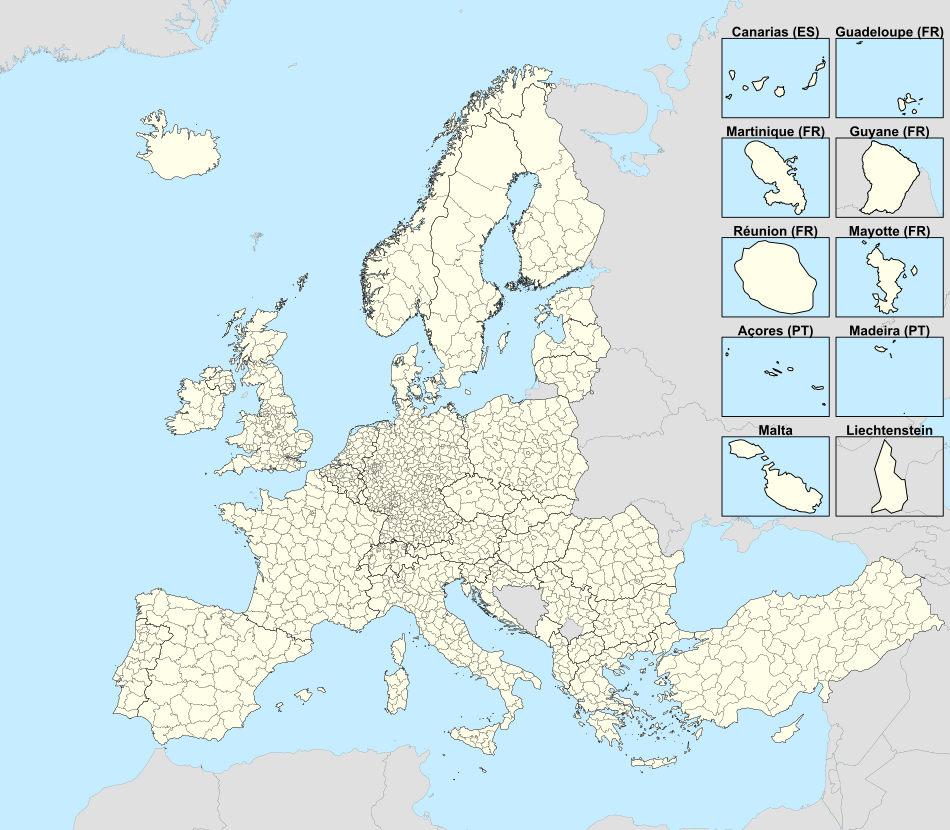 Canarias (ES)
Guadeloupe (FR)
Martinique (FR)
Guyane (FR)
Réunion (FR)
Mayotte (FR)
Açores (PT)
Madeira (PT)
Malta
Liechtenstein